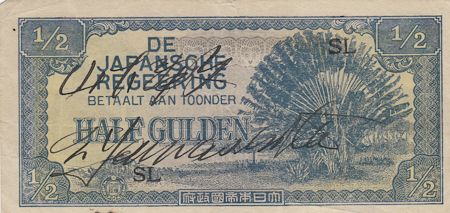 1/2 1/2
DE
JAPANSCHE SL
REGEERING
BETAALT AAN TOONDER
HALF GULDEN
SL
1/2 大日本帝國政府 1/2